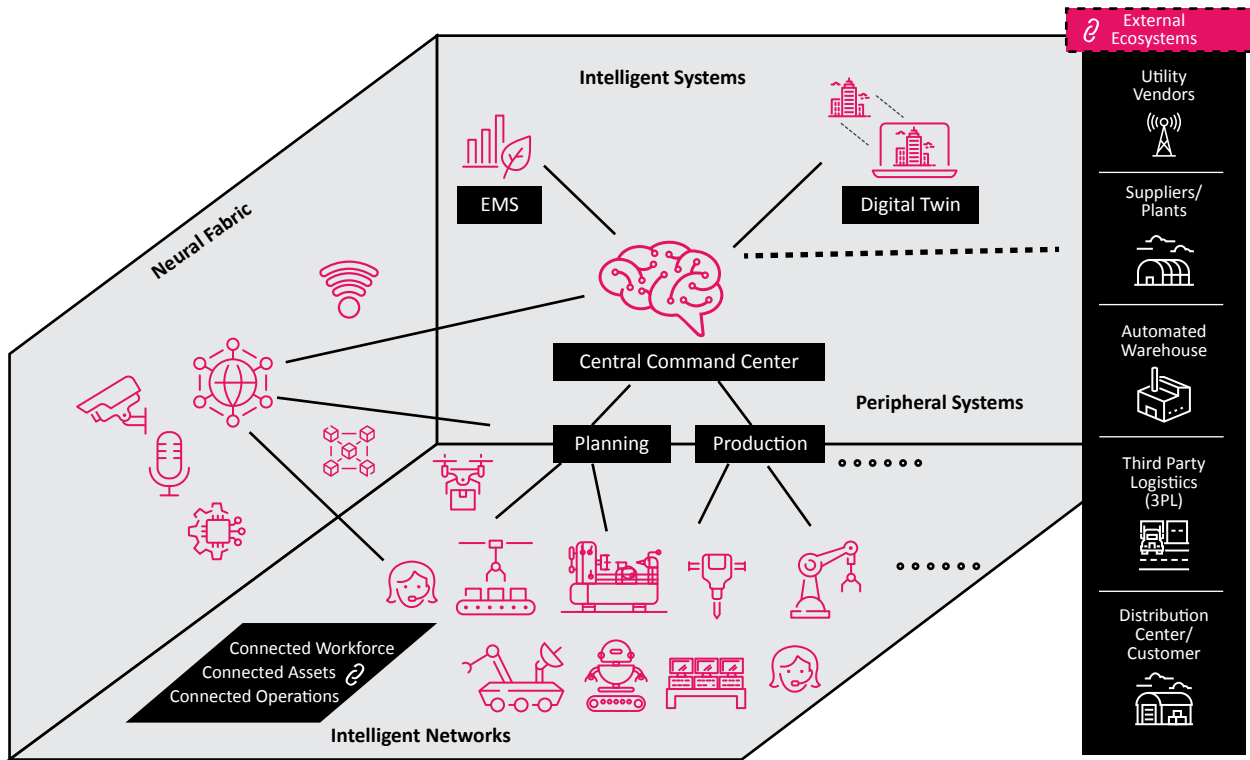 External
Ecosystems
Intelligent Systems
Utility
Vendors
EMS
Digital Twin
Suppliers/
Plants
Neural Fabric
Automated
Warehouse
Central Command Center
Peripheral Systems
Planning
Production
Third Party
Logistics
(3PL)
Connected Workforce
Connected Assets
Connected Operations
Distribution
Center/
Customer
Intelligent Networks